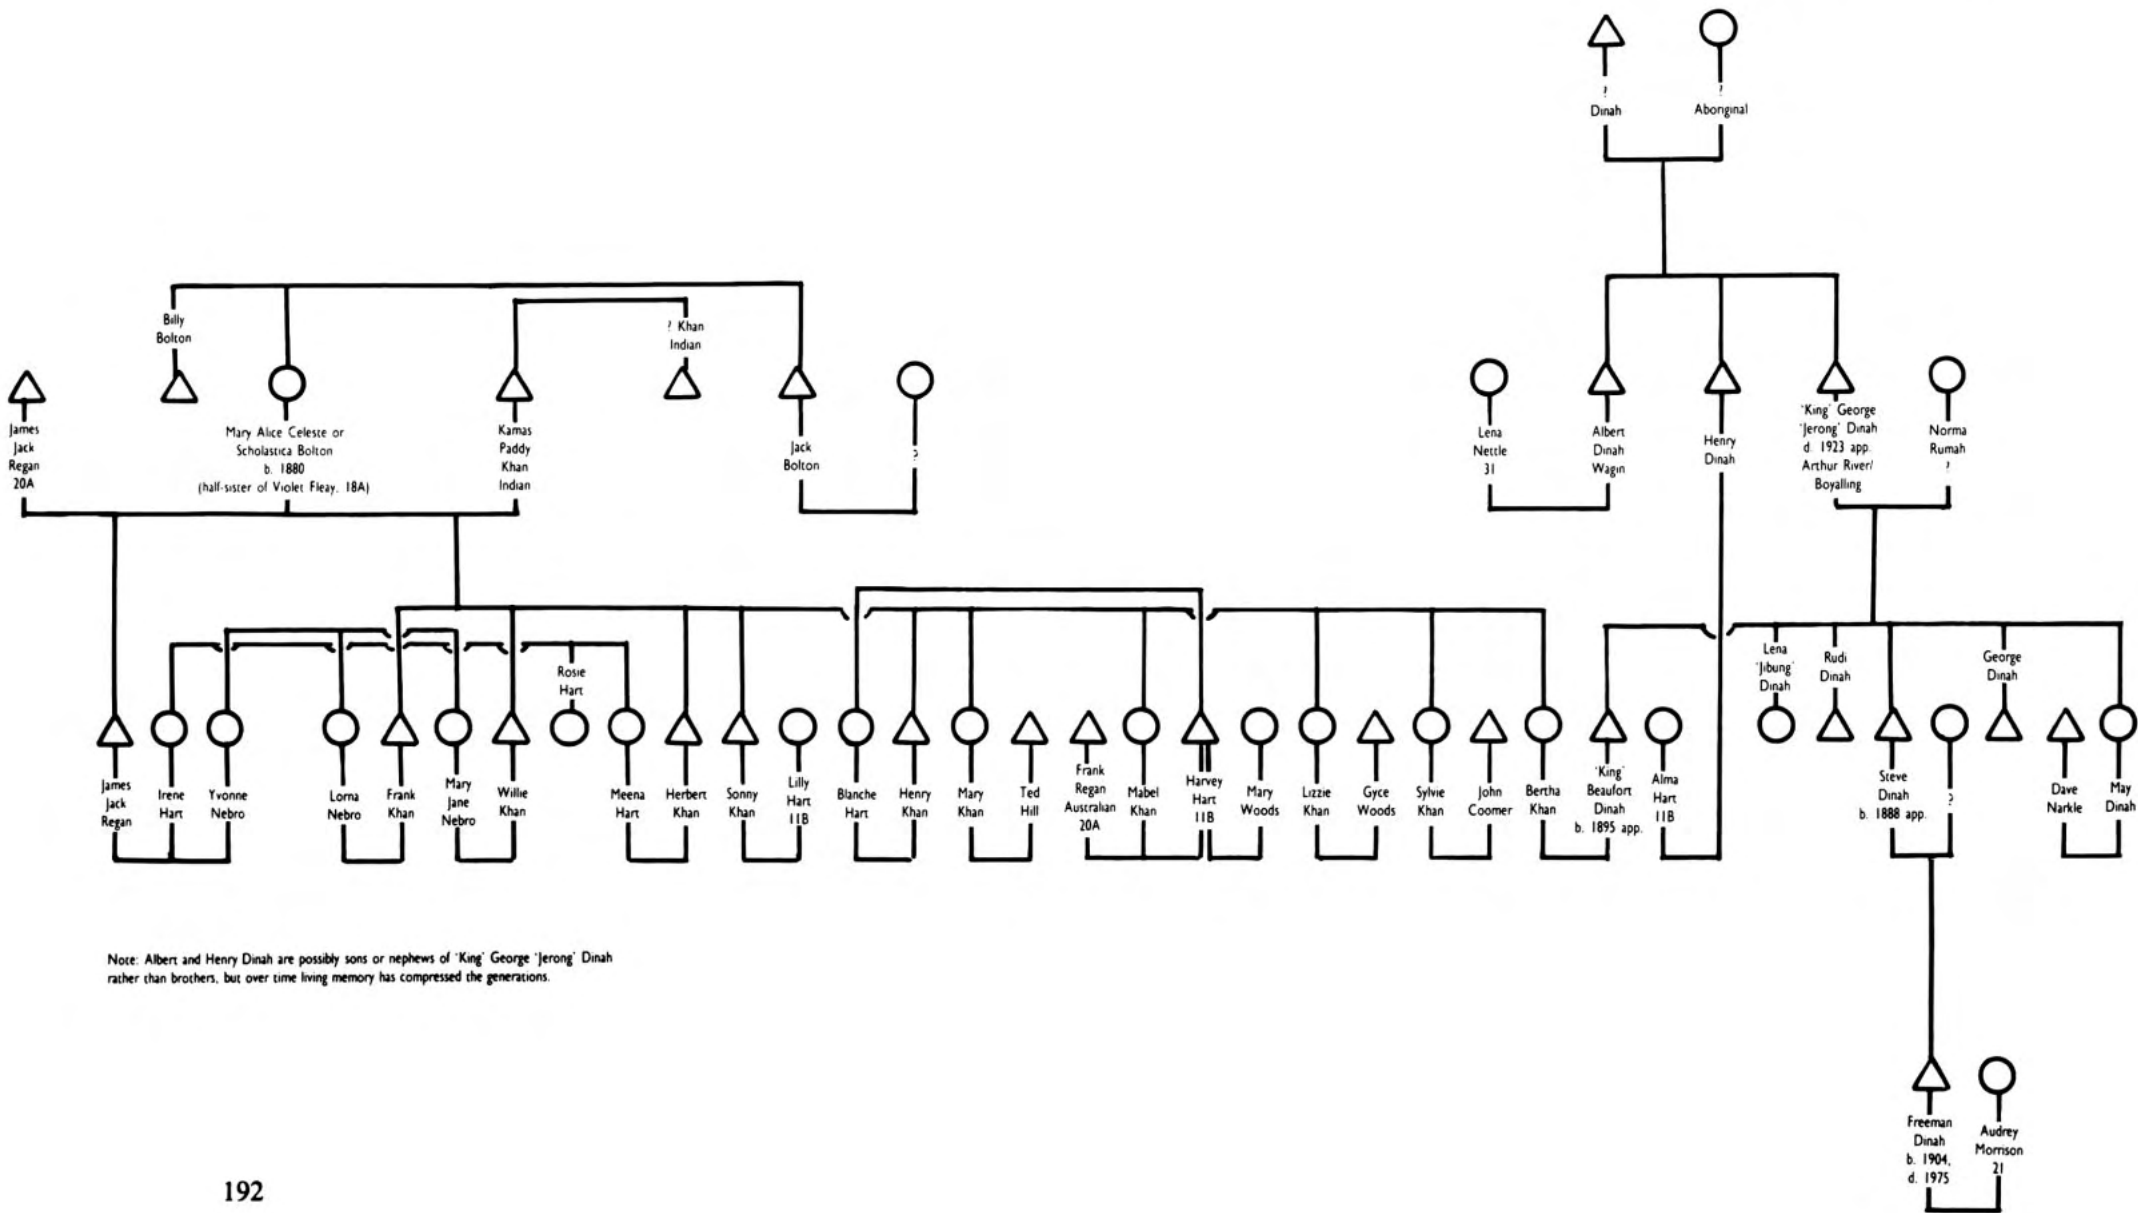 ?
Dinah
?
Aboriginal
Billy
Bolton
? Khan
Indian
James
Jack
Regan
20A
Mary Alice Celeste or
Scholastica Bolton
b. 1880
(half-sister of Violet Fleay, 18A)
Kamas
Paddy
Khan
Indian
Jack
Bolton
?
Lena
Nettle
31
Albert
Dinah
Wagin
Henry
Dinah
'King' George
'Jerong' Dinah
d. 1923 app.
Arthur River/
Boyalling
Norma
Rumah
?
Rosie
Hart
Lena
'Jibung'
Dinah
Rudi
Dinah
George
Dinah
James
Jack
Regan
Irene
Hart
Yvonne
Nebro
Lorna
Nebro
Frank
Khan
Mary
Jane
Nebro
Willie
Khan
Meena
Hart
Herbert
Khan
Sonny
Khan
Lilly
Hart
11B
Blanche
Hart
Henry
Khan
Mary
Khan
Ted
Hill
Frank
Regan
Australian
20A
Mabel
Khan
Harvey
Hart
11B
Mary
Woods
Lizzie
Khan
Gyce
Woods
Sylvie
Khan
John
Coomer
Bertha
Khan
'King'
Beaufort
Dinah
b. 1895 app.
Alma
Hart
11B
Steve
Dinah
b. 1888 app.
?
Dave
Narkle
May
Dinah
Note: Albert and Henry Dinah are possibly sons or nephews of 'King' George 'Jerong' Dinah
rather than brothers, but over time living memory has compressed the generations.
Freeman
Dinah
b. 1904,
d. 1975
Audrey
Morrison
21
192